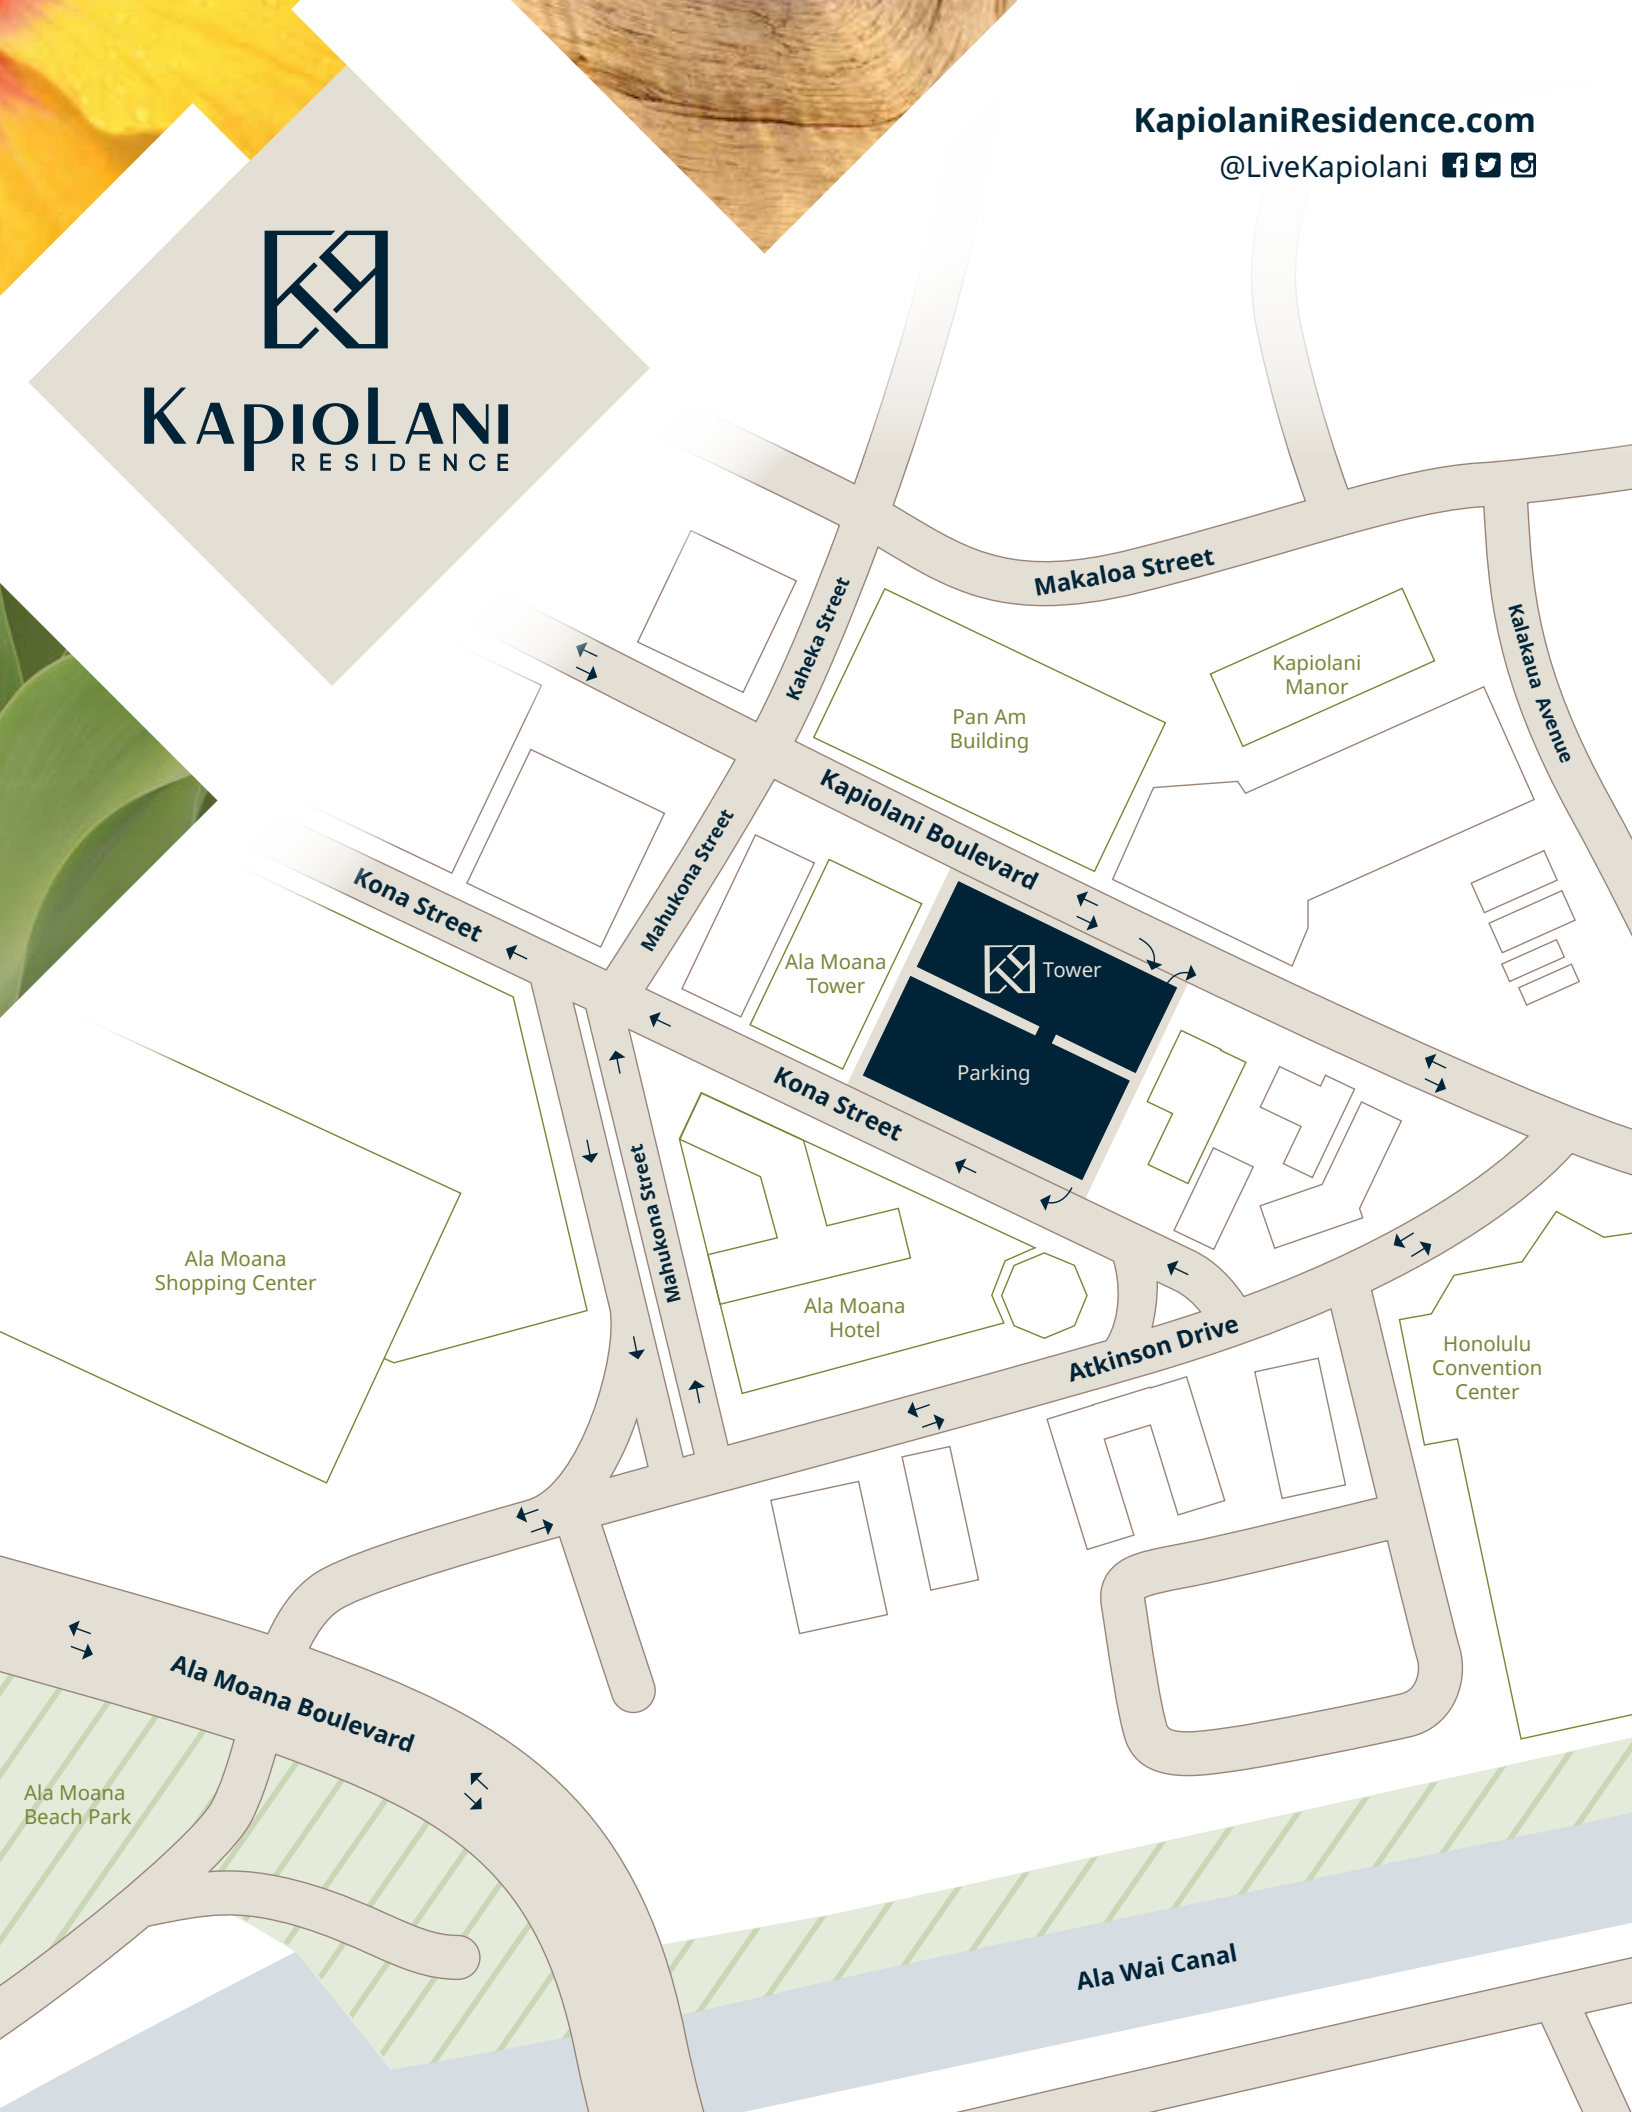 KapiolaniResidence.com
@LiveKapiolani
KAPIOLANI
RESIDENCE
Makaloa Street
Kaheka Street
Kalakaua Avenue
Kapiolani
Manor
Pan Am
Building
Kapiolani Boulevard
Mahukona Street
Kona Street
Ala Moana
Tower
Tower
Parking
Kona Street
Mahukona Street
Ala Moana
Shopping Center
Ala Moana
Hotel
Atkinson Drive
Honolulu
Convention
Center
Ala Moana Boulevard
Ala Moana
Beach Park
Ala Wai Canal